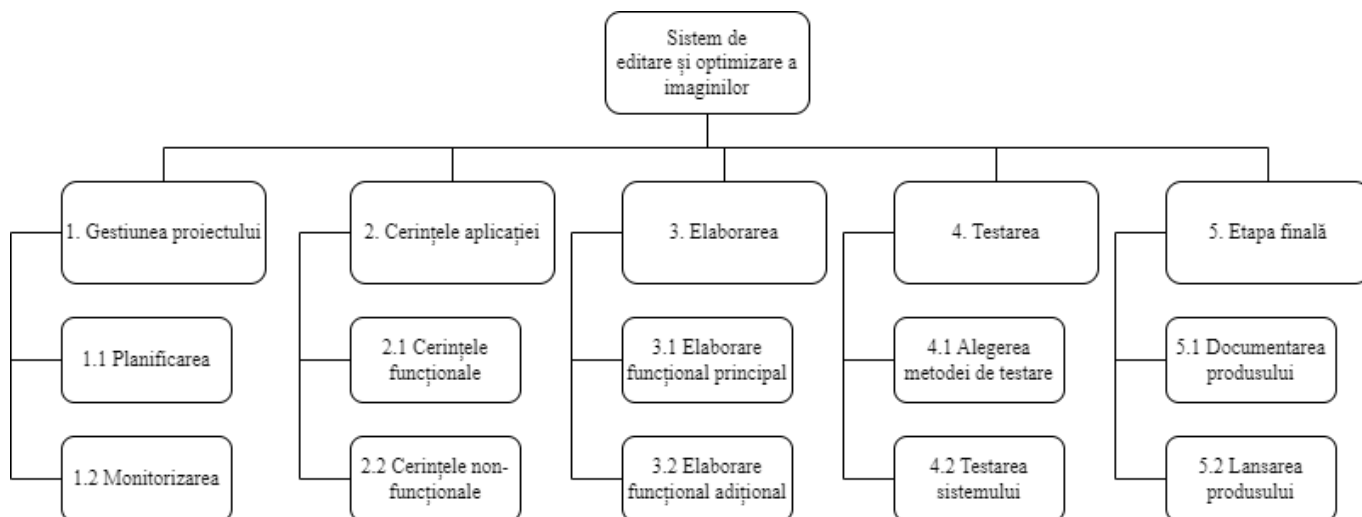 Sistem de
editare și optimizare a
imaginilor
1. Gestiunea proiectului
2. Cerințele aplicației
3. Elaborarea
4. Testarea
5. Etapa finală
1.1 Planificarea
2.1 Cerințele
funcționale
3.1 Elaborare
funcțional principal
4.1 Alegerea
metodei de testare
5.1 Documentarea
produsului
1.2 Monitorizarea
2.2 Cerințele non-
funcționale
3.2 Elaborare
funcțional adițional
4.2 Testarea
sistemului
5.2 Lansarea
produsului